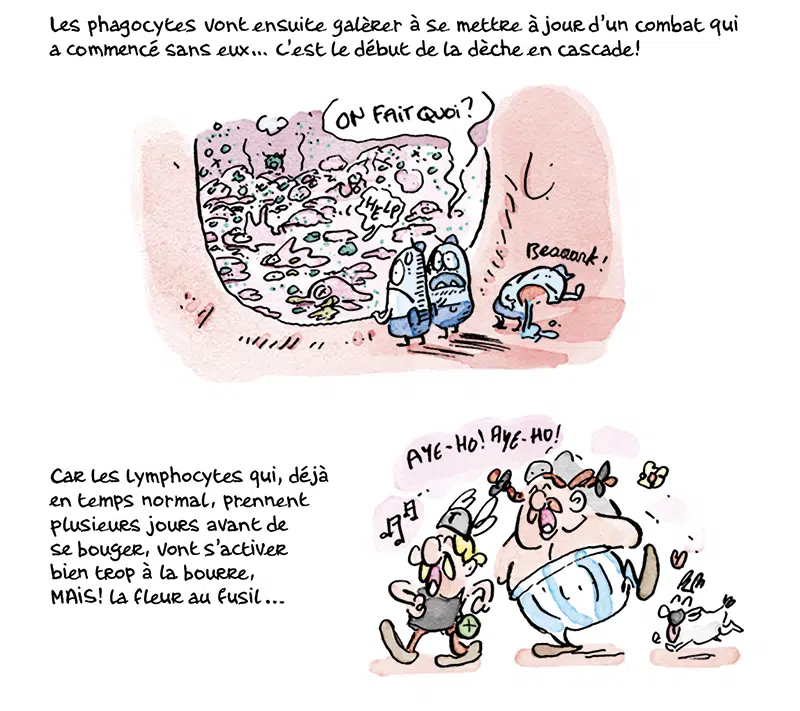 Les phagocytes vont ensuite galèrer à se mettre à jour d'un combat qui
a commencé sans eux... C'est le début de la dèche en cascade!
ON FAIT QUOI?
HELP
Beaaark!
AYE-HO! AYE-HO!
Car les lymphocytes qui, déjà
en temps normal, prennent
plusieurs jours avant de
se bouger, vont s'activer
bien trop à la bourre,
MAIS! la fleur au fusil...